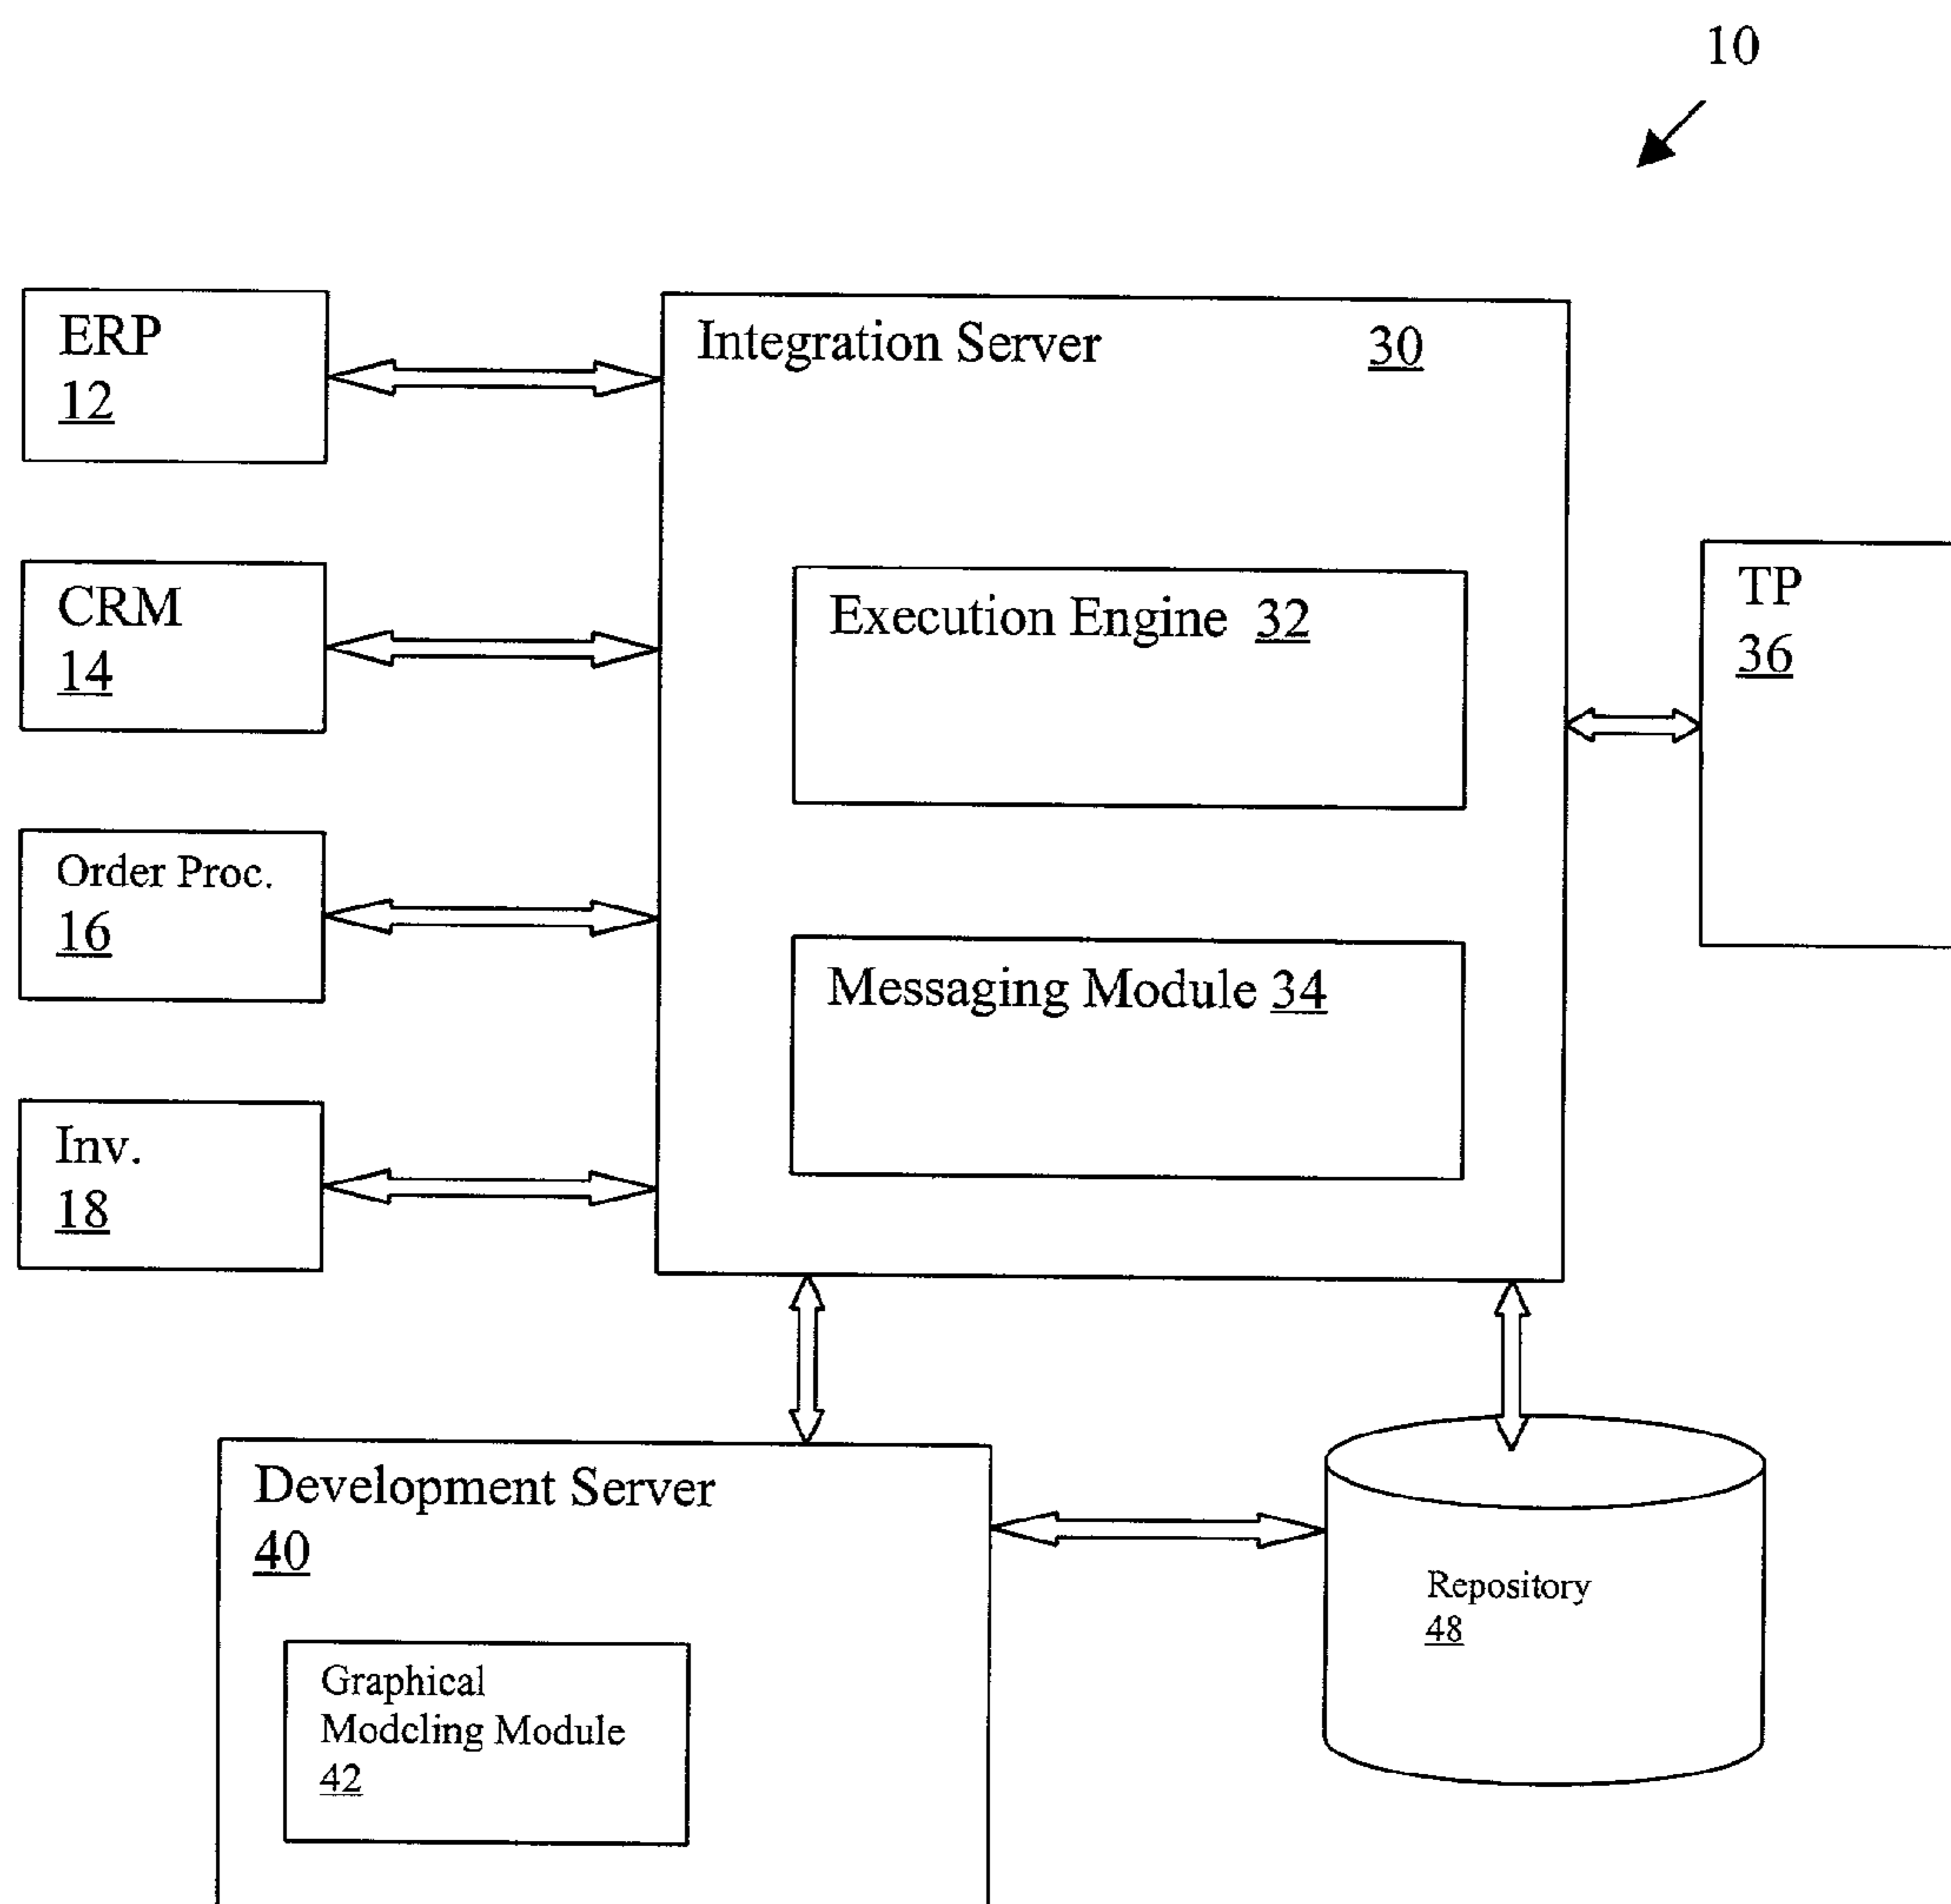 10
ERP
12
Integration Server 30
CRM
14
Execution Engine 32
TP
36
Order Proc.
16
Messaging Module 34
Inv.
18
Development Server
40
Repository
48
Graphical
Modeling Module
42